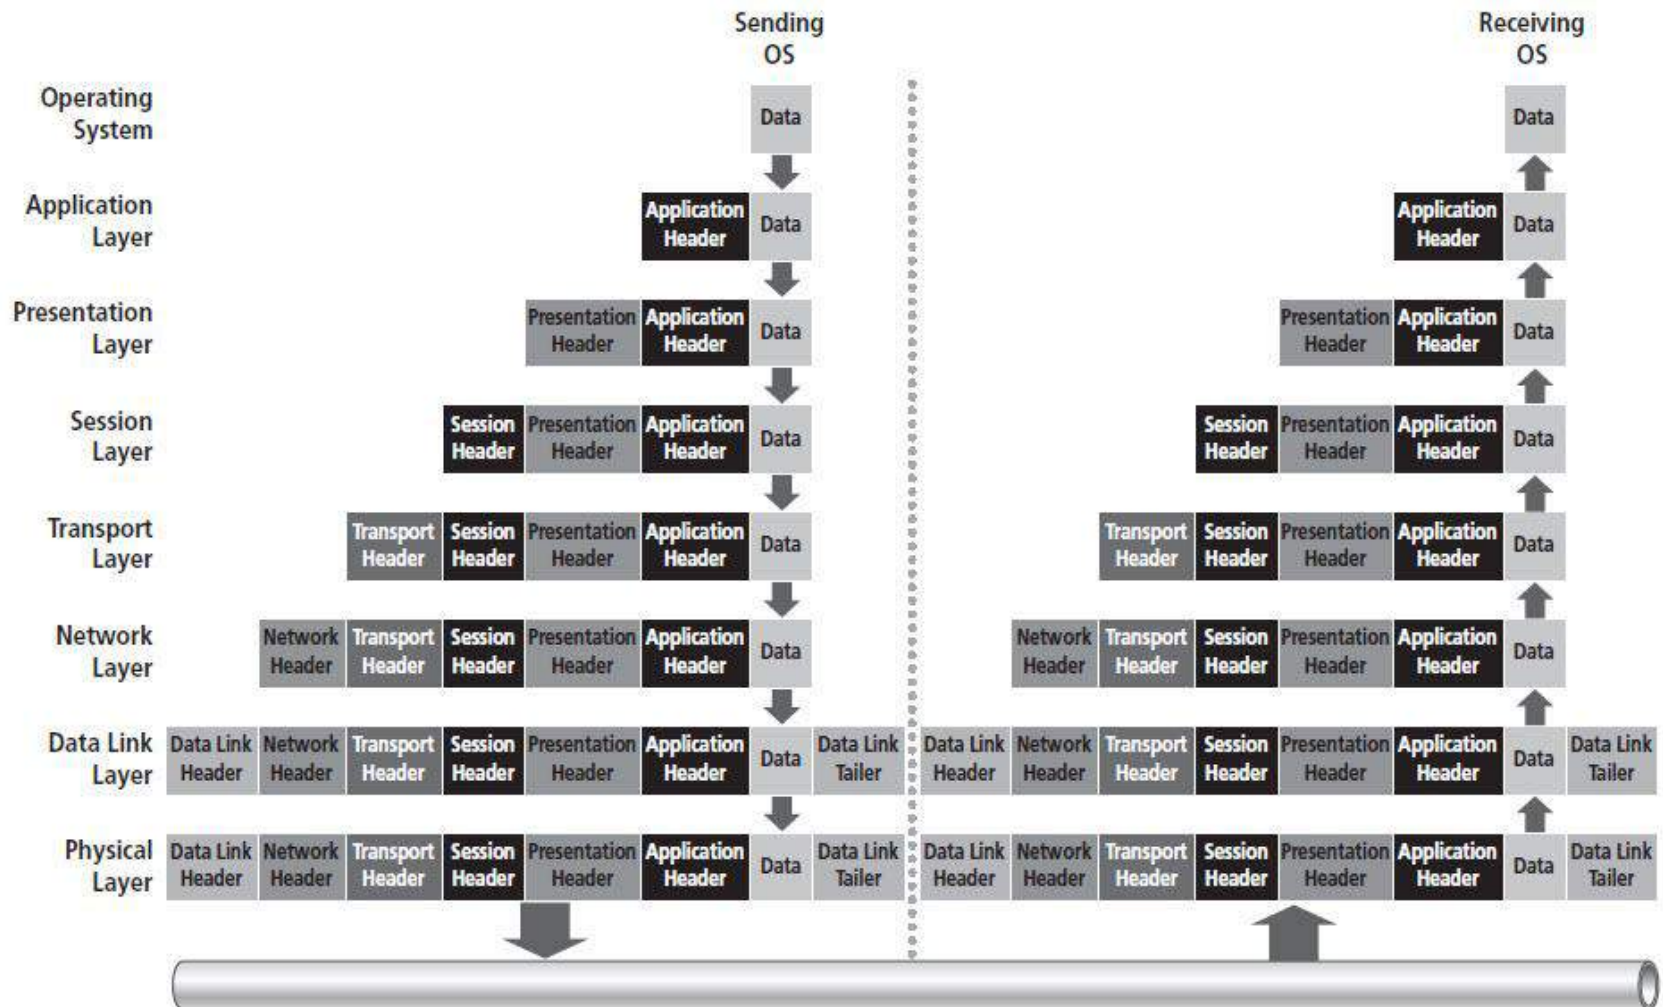 Sending
OS
Receiving
OS
Operating
System
Data
Data
Application
Layer
Application
Header
Data
Application
Header
Data
Presentation
Layer
Presentation
Header
Application
Header
Data
Presentation
Header
Application
Header
Data
Session
Layer
Session
Header
Presentation
Header
Application
Header
Data
Session
Header
Presentation
Header
Application
Header
Data
Transport
Layer
Transport
Header
Session
Header
Presentation
Header
Application
Header
Data
Transport
Header
Session
Header
Presentation
Header
Application
Header
Data
Network
Layer
Network
Header
Transport
Header
Session
Header
Presentation
Header
Application
Header
Data
Network
Header
Transport
Header
Session
Header
Presentation
Header
Application
Header
Data
Data Link
Layer
Data Link
Header
Network
Header
Transport
Header
Session
Header
Presentation
Header
Application
Header
Data
Data Link
Tailer
Data Link
Header
Network
Header
Transport
Header
Session
Header
Presentation
Header
Application
Header
Data
Data Link
Tailer
Physical
Layer
Data Link
Header
Network
Header
Transport
Header
Session
Header
Presentation
Header
Application
Header
Data
Data Link
Tailer
Data Link
Header
Network
Header
Transport
Header
Session
Header
Presentation
Header
Application
Header
Data
Data Link
Tailer